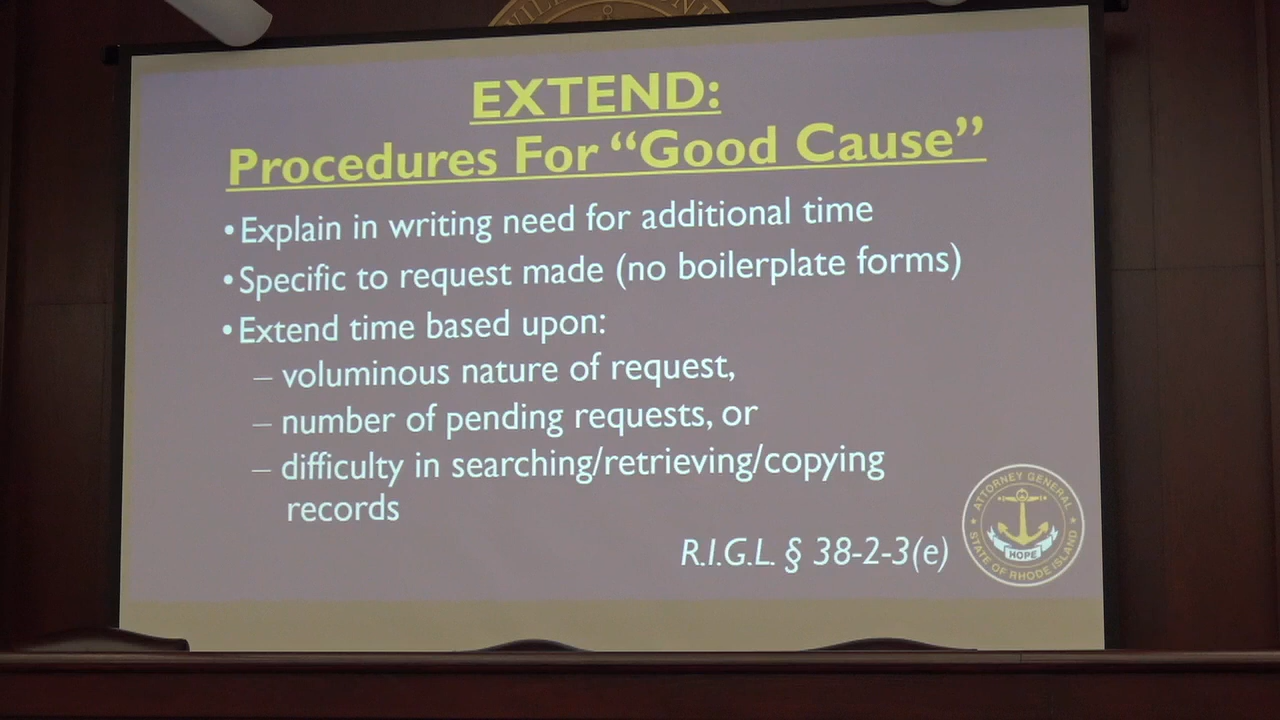 EXTEND:
Procedures For “Good Cause”
• Explain in writing need for additional time
• Specific to request made (no boilerplate forms)
• Extend time based upon:
– voluminous nature of request,
– number of pending requests, or
– difficulty in searching/retrieving/copying
records
R.I.G.L. § 38-2-3(e)
ATTORNEY GENERAL
HOPE
STATE OF RHODE ISLAND